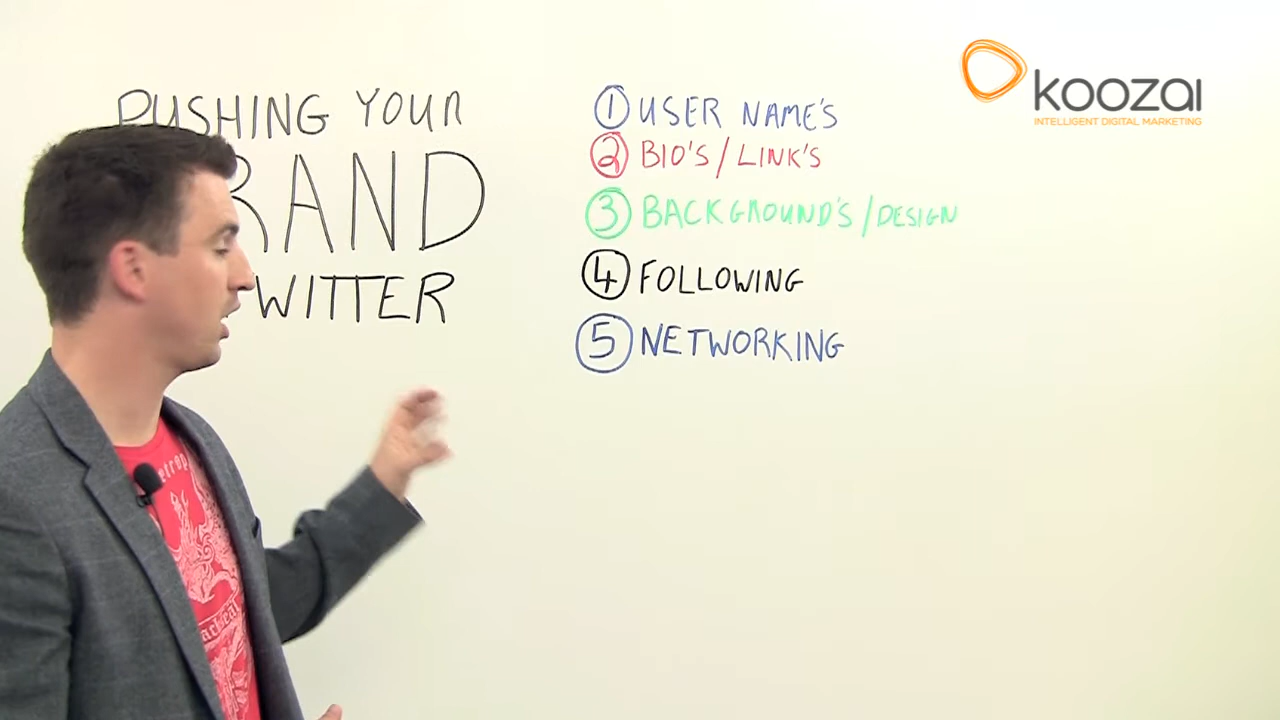 PUSHING YOUR
RAND
WITTER
① USER NAME'S
② BIO'S / LINK'S
③ BACKGROUND'S / DESIGN
④ FOLLOWING
⑤ NETWORKING
koozai
INTELLIGENT DIGITAL MARKETING